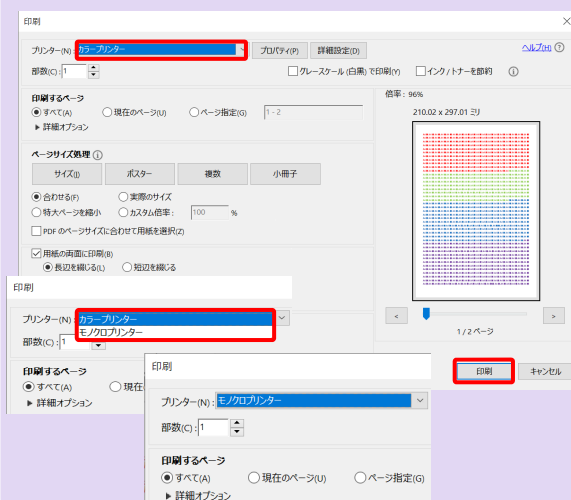 印刷
プリンター(N): カラープリンター プロパティ(P) 詳細設定(D) ヘルプ(H)
部数(C): 1 グレースケール (白黒) で印刷(Y) インク/トナーを節約
印刷するページ
すべて(A) 現在のページ(U) ページ指定(G) 1 - 2
詳細オプション
ページサイズ処理
サイズ(I) ポスター 複数 小冊子
合わせる(F) 実際のサイズ
特大ページを縮小 カスタム倍率: 100 %
PDF のページサイズに合わせて用紙を選択(Z)
用紙の両面に印刷(B)
長辺を綴じる(L) 短辺を綴じる
倍率: 96%
210.02 x 297.01 ミリ
<
>
1 / 2 ページ
印刷 キャンセル
印刷
プリンター(N): カラープリンター
モノクロプリンター
部数(C): 1
印刷するページ
すべて(A) 現在
詳細オプション
印刷
プリンター(N): モノクロプリンター
部数(C): 1
印刷するページ
すべて(A) 現在のページ(U) ページ指定(G)
詳細オプション